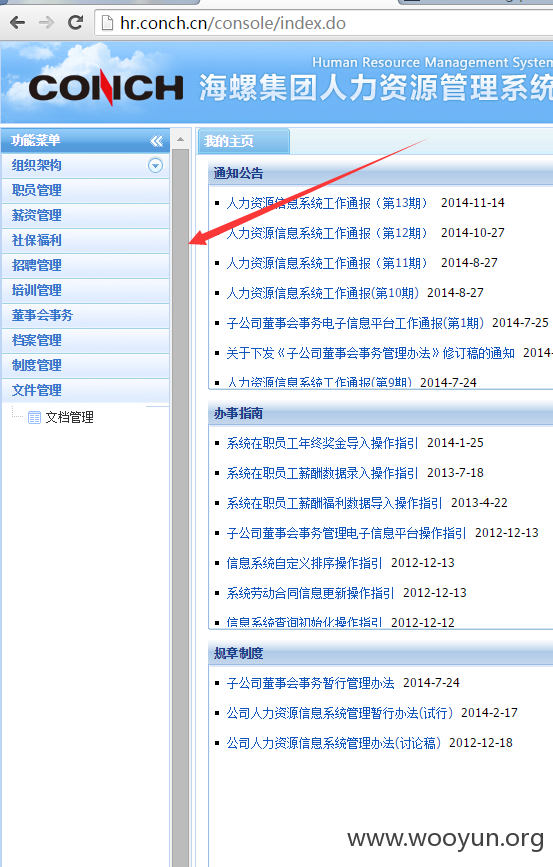 hr.conch.cn/console/index.do
Human Resource Management System
CONCH 海螺集团人力资源管理系统
功能菜单
组织架构
职员管理
薪资管理
社保福利
招聘管理
培训管理
董事会事务
档案管理
制度管理
文件管理
文档管理
我的主页
通知公告
人力资源信息系统工作通报（第13期） 2014-11-14
人力资源信息系统工作通报（第12期） 2014-10-27
人力资源信息系统工作通报（第11期） 2014-8-27
人力资源信息系统工作通报(第10期) 2014-8-27
子公司董事会事务电子信息平台工作通报(第1期) 2014-7-25
关于下发《子公司董事会事务管理办法》修订稿的通知 2014-
人力资源信息系统工作通报(第9期) 2014-7-24
办事指南
系统在职员工年终奖金导入操作指引 2014-1-25
系统在职员工薪酬数据录入操作指引 2013-7-18
系统在职员工薪酬福利数据导入操作指引 2013-4-22
子公司董事会事务管理电子信息平台操作指引 2012-12-13
信息系统自定义排序操作指引 2012-12-13
系统劳动合同信息更新操作指引 2012-12-13
信息系统查询初始化操作指引 2012-12-12
规章制度
子公司董事会事务暂行管理办法 2014-7-24
公司人力资源信息系统管理暂行办法(试行) 2014-2-17
公司人力资源信息系统管理办法(讨论稿) 2012-12-18
www.wooyun.org